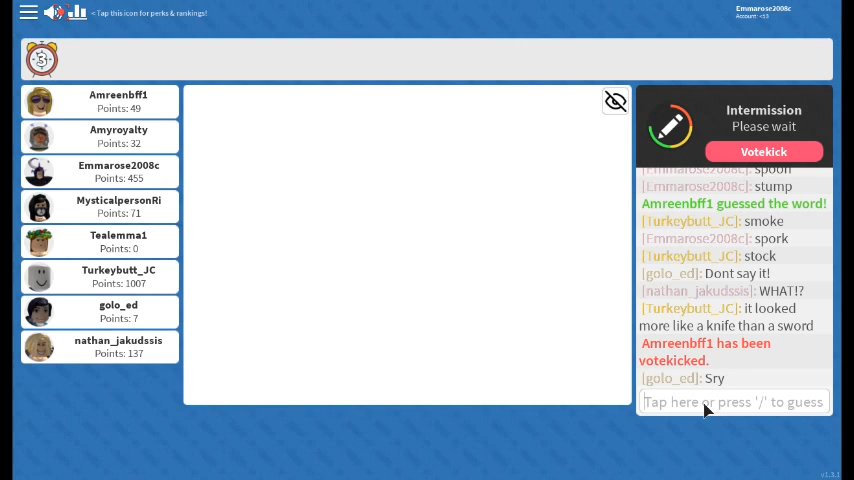 < Tap this icon for perks & rankings!
Emmarose2008c
Account: <13
5
Amreenbff1
Points: 49
Amyroyalty
Points: 32
Emmarose2008c
Points: 455
MysticalpersonRi
Points: 71
Tealemma1
Points: 0
Turkeybutt_JC
Points: 1007
golo_ed
Points: 7
nathan_jakudssis
Points: 137
Intermission
Please wait
Votekick
[Emmarose2008c]: spoon
[Emmarose2008c]: stump
Amreenbff1 guessed the word!
[Turkeybutt_JC]: smoke
[Emmarose2008c]: spork
[Turkeybutt_JC]: stock
[golo_ed]: Dont say it!
[nathan_jakudssis]: WHAT!?
[Turkeybutt_JC]: it looked
more like a knife than a sword
Amreenbff1 has been
votekicked.
[golo_ed]: Sry
Tap here or press '/' to guess
v1.3.1